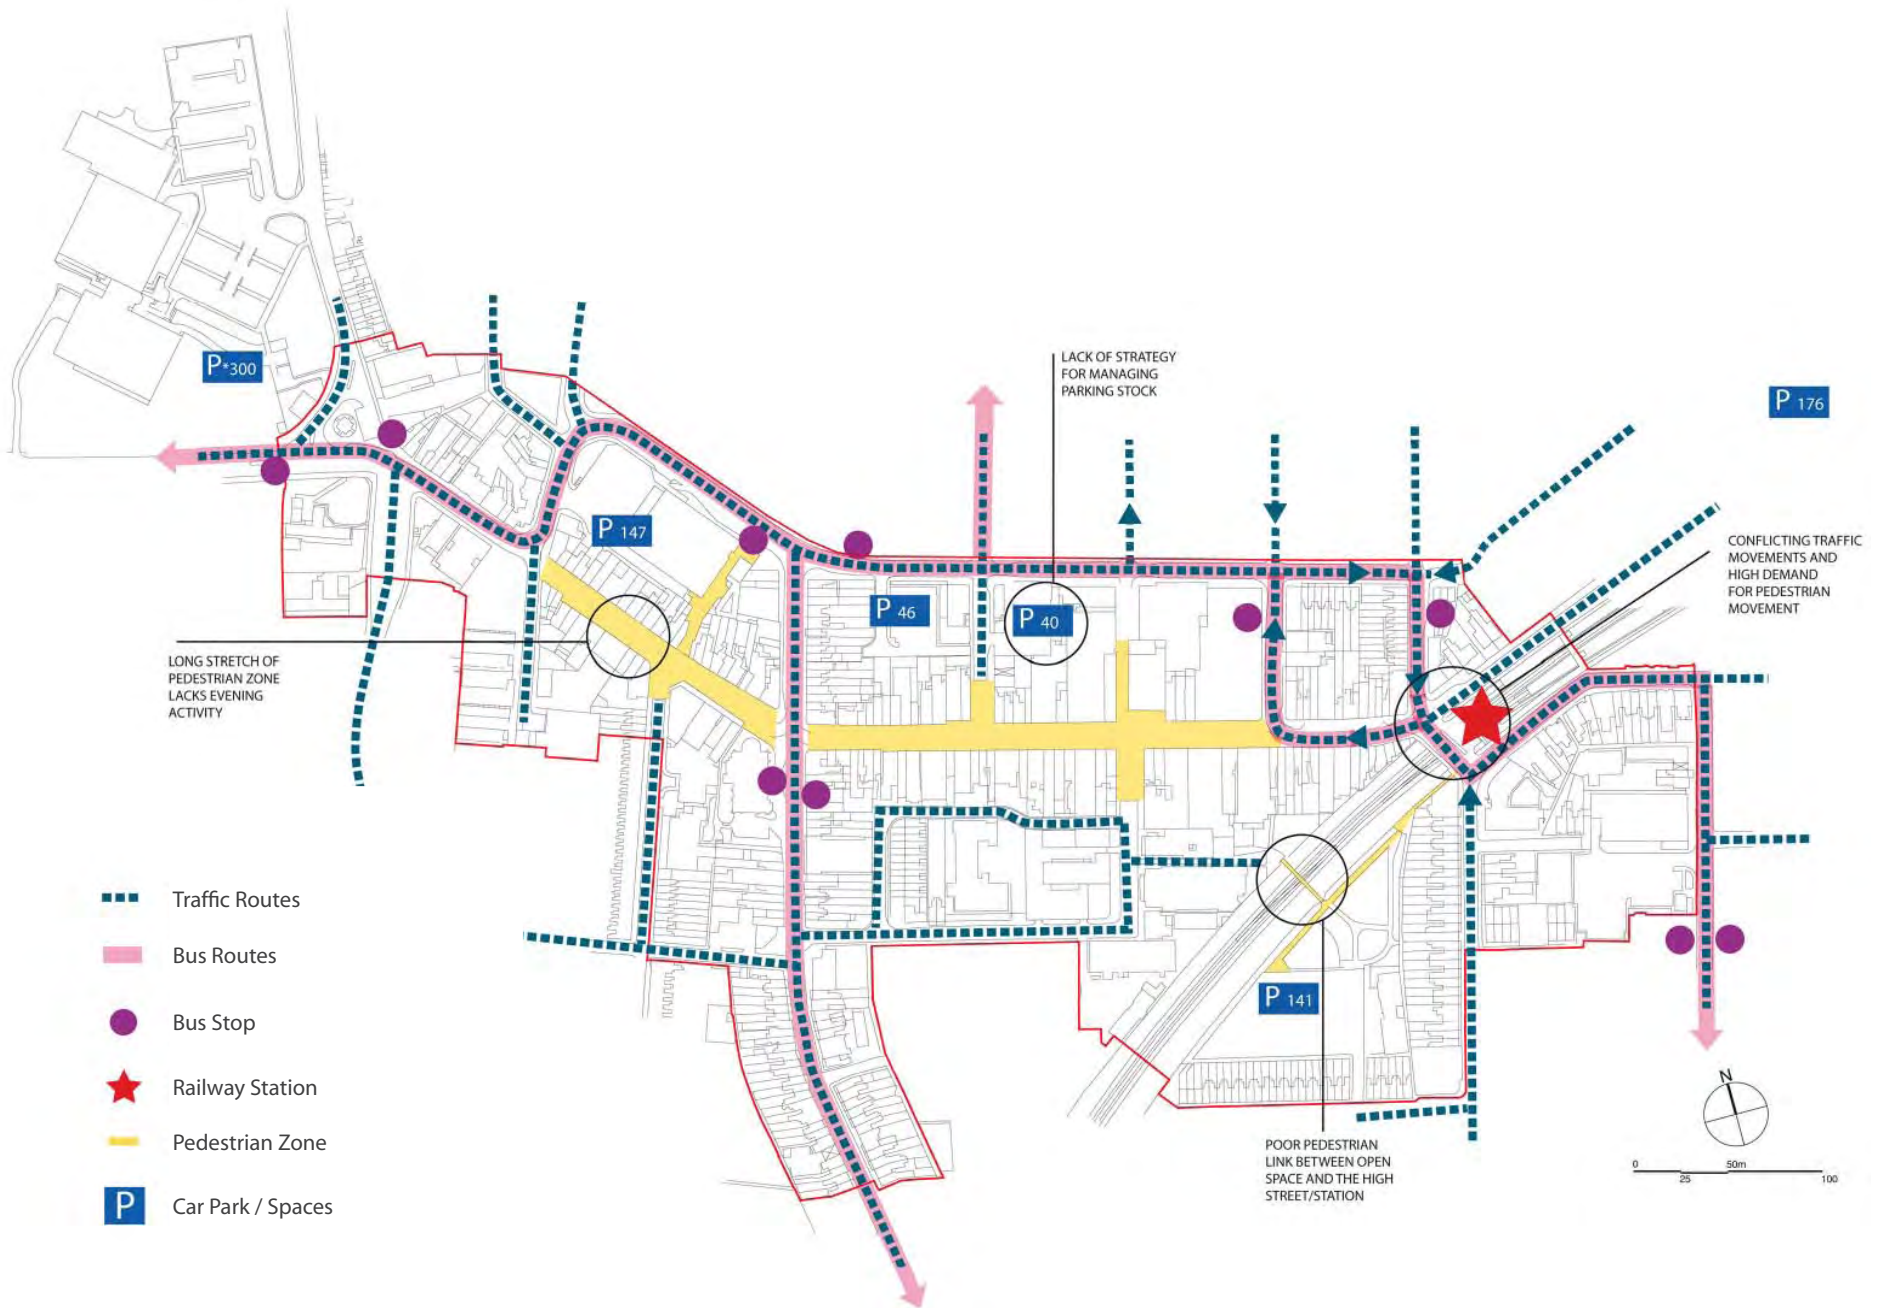 P*300
LACK OF STRATEGY
FOR MANAGING
PARKING STOCK
P 176
P 147
CONFLICTING TRAFFIC
MOVEMENTS AND
HIGH DEMAND
FOR PEDESTRIAN
MOVEMENT
P 46
P 40
LONG STRETCH OF
PEDESTRIAN ZONE
LACKS EVENING
ACTIVITY
P 141
POOR PEDESTRIAN
LINK BETWEEN OPEN
SPACE AND THE HIGH
STREET/STATION
Traffic Routes
Bus Routes
Bus Stop
Railway Station
Pedestrian Zone
P Car Park / Spaces
N
0 50m
25 100